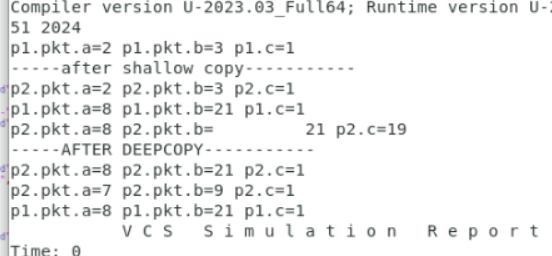 Compiler version U-2023.03_Full64; Runtime version U-
51 2024
p1.pkt.a=2 p1.pkt.b=3 p1.c=1
-----after shallow copy-----------
p2.pkt.a=2 p2.pkt.b=3 p2.c=1
p1.pkt.a=8 p1.pkt.b=21 p1.c=1
p2.pkt.a=8 p2.pkt.b=         21 p2.c=19
-----AFTER DEEPCOPY-----------
p2.pkt.a=8 p2.pkt.b=21 p2.c=1
p2.pkt.a=7 p2.pkt.b=9 p2.c=1
p1.pkt.a=8 p1.pkt.b=21 p1.c=1
V C S   S i m u l a t i o n   R e p o r t
Time: 0